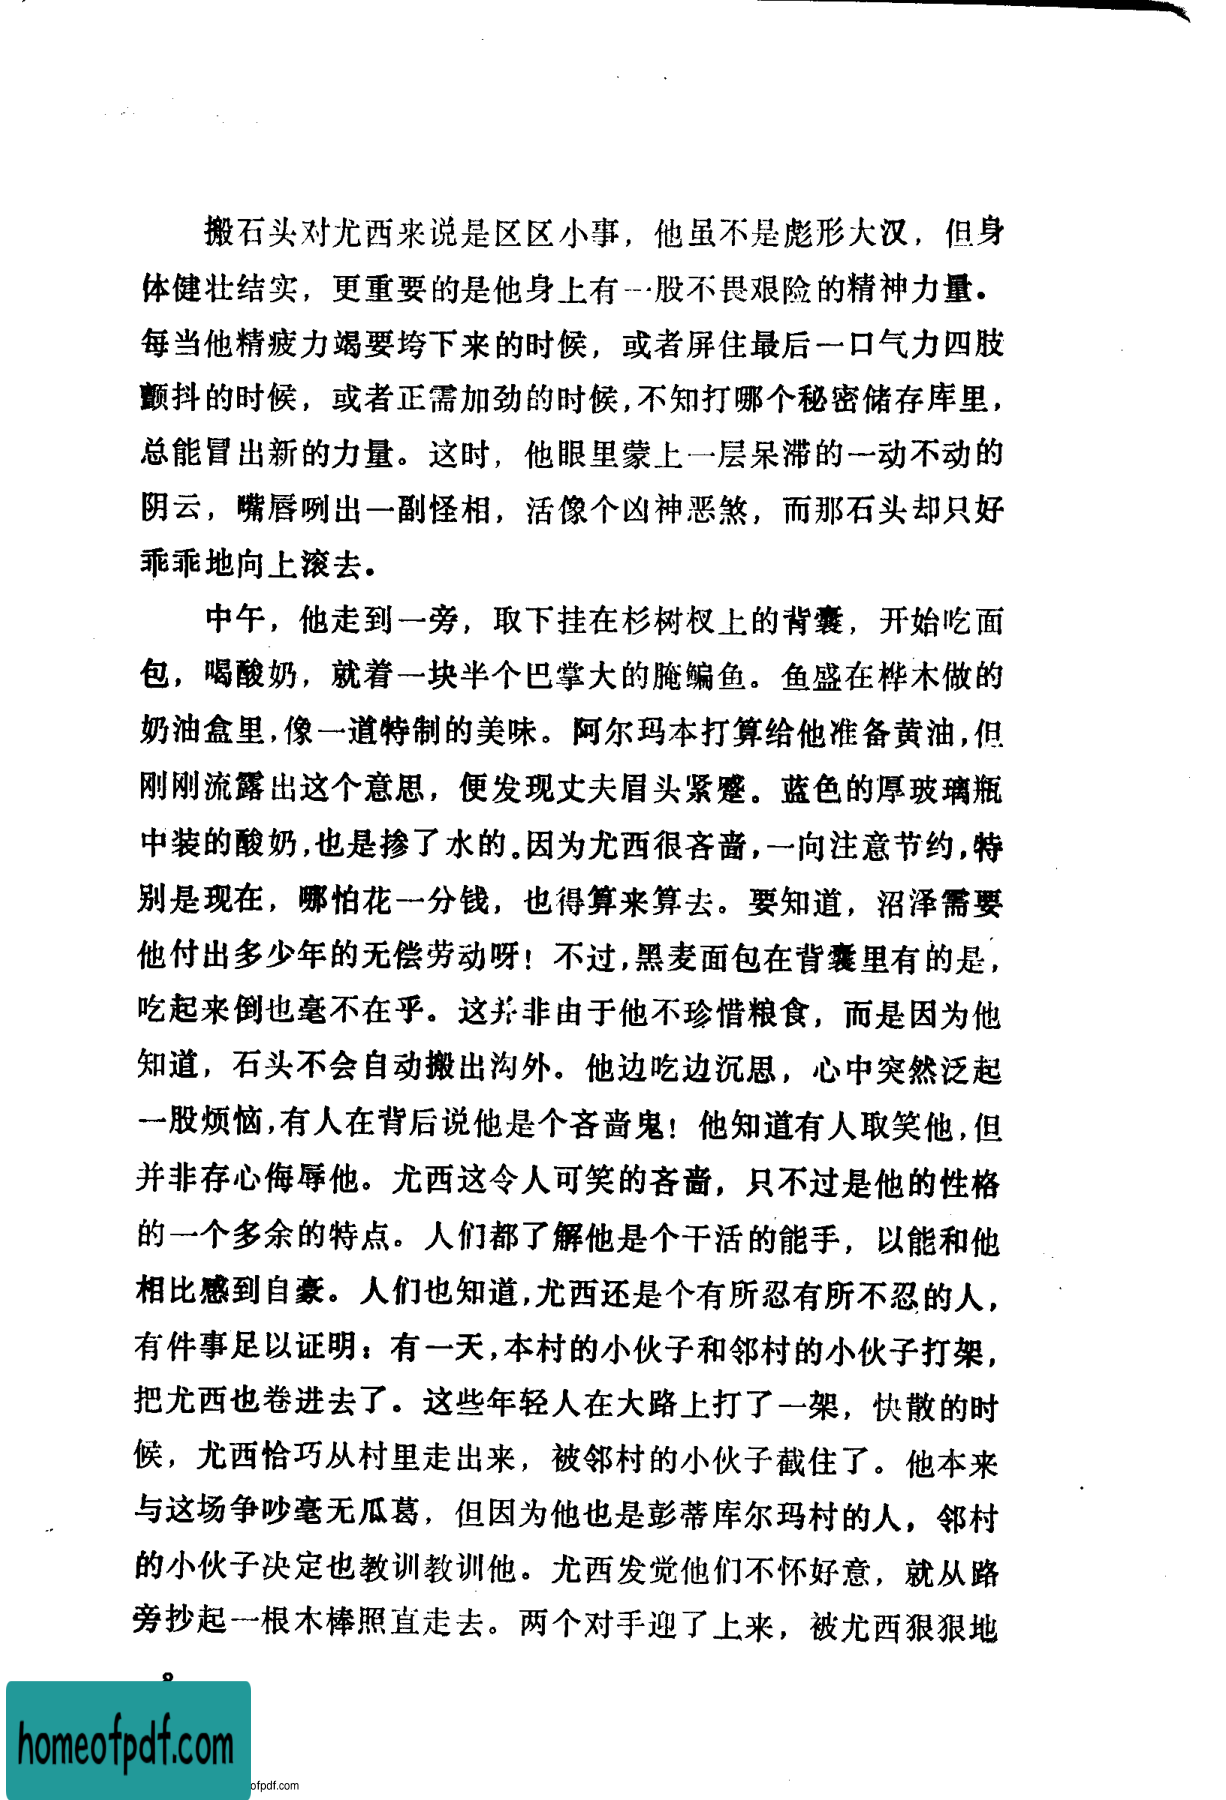 搬石头对尤西来说是区区小事，他虽不是彪形大汉，但身
体健壮结实，更重要的是他身上有一股不畏艰险的精神力量。
每当他精疲力竭要垮下来的时候，或者屏住最后一口气力四肢
颤抖的时候，或者正需加劲的时候，不知打哪个秘密储存库里，
总能冒出新的力量。这时，他眼里蒙上一层呆滞的一动不动的
阴云，嘴唇咧出一副怪相，活像个凶神恶煞，而那石头却只好
乖乖地向上滚去。
中午，他走到一旁，取下挂在杉树杈上的背囊，开始吃面
包，喝酸奶，就着一块半个巴掌大的腌鳊鱼。鱼盛在桦木做的
奶油盒里，像一道特制的美味。阿尔玛本打算给他准备黄油，但
刚刚流露出这个意思，便发现丈夫眉头紧蹙。蓝色的厚玻璃瓶
中装的酸奶，也是掺了水的。因为尤西很吝啬，一向注意节约，特
别是现在，哪怕花一分钱，也得算来算去。要知道，沼泽需要
他付出多少年的无偿劳动呀！不过，黑麦面包在背囊里有的是，
吃起来倒也毫不在乎。这并非由于他不珍惜粮食，而是因为他
知道，石头不会自动搬出沟外。他边吃边沉思，心中突然泛起
一股烦恼，有人在背后说他是个吝啬鬼！他知道有人取笑他，但
并非存心侮辱他。尤西这令人可笑的吝啬，只不过是他的性格
的一个多余的特点。人们都了解他是个干活的能手，以能和他
相比感到自豪。人们也知道，尤西还是个有所忍有所不忍的人，
有件事足以证明：有一天，本村的小伙子和邻村的小伙子打架，
把尤西也卷进去了。这些年轻人在大路上打了一架，快散的时
候，尤西恰巧从村里走出来，被邻村的小伙子截住了。他本来
与这场争吵毫无瓜葛，但因为他也是彭蒂库尔玛村的人，邻村
的小伙子决定也教训教训他。尤西发觉他们不怀好意，就从路
旁抄起一根木棒照直走去。两个对手迎了上来，被尤西狠狠地
homeofpdf.com
ofpdf.com